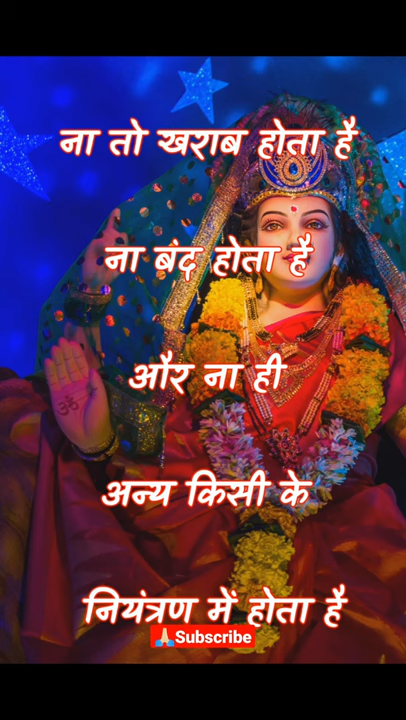 ना तो खराब होता है
ना बंद होता है
और ना ही
अन्य किसी के
नियंत्रण में होता है
🙏Subscribe
ॐ